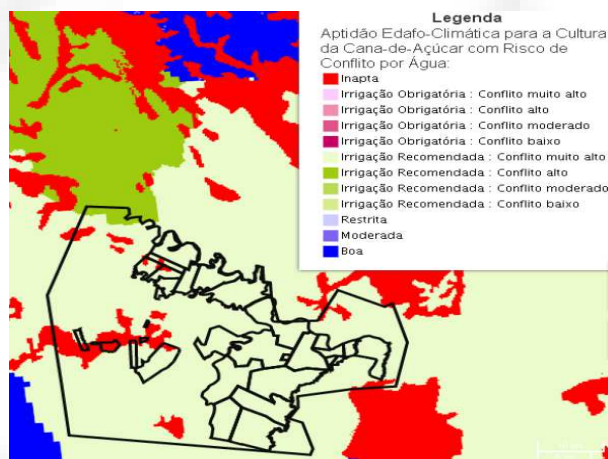 Legenda
Aptidão Edafo-Climática para a Cultura
da Cana-de-Açúcar com Risco de
Conflito por Água:
Inapta
Irrigação Obrigatória : Conflito muito alto
Irrigação Obrigatória : Conflito alto
Irrigação Obrigatória : Conflito moderado
Irrigação Obrigatória : Conflito baixo
Irrigação Recomendada : Conflito muito alto
Irrigação Recomendada : Conflito alto
Irrigação Recomendada : Conflito moderado
Irrigação Recomendada : Conflito baixo
Restrita
Moderada
Boa